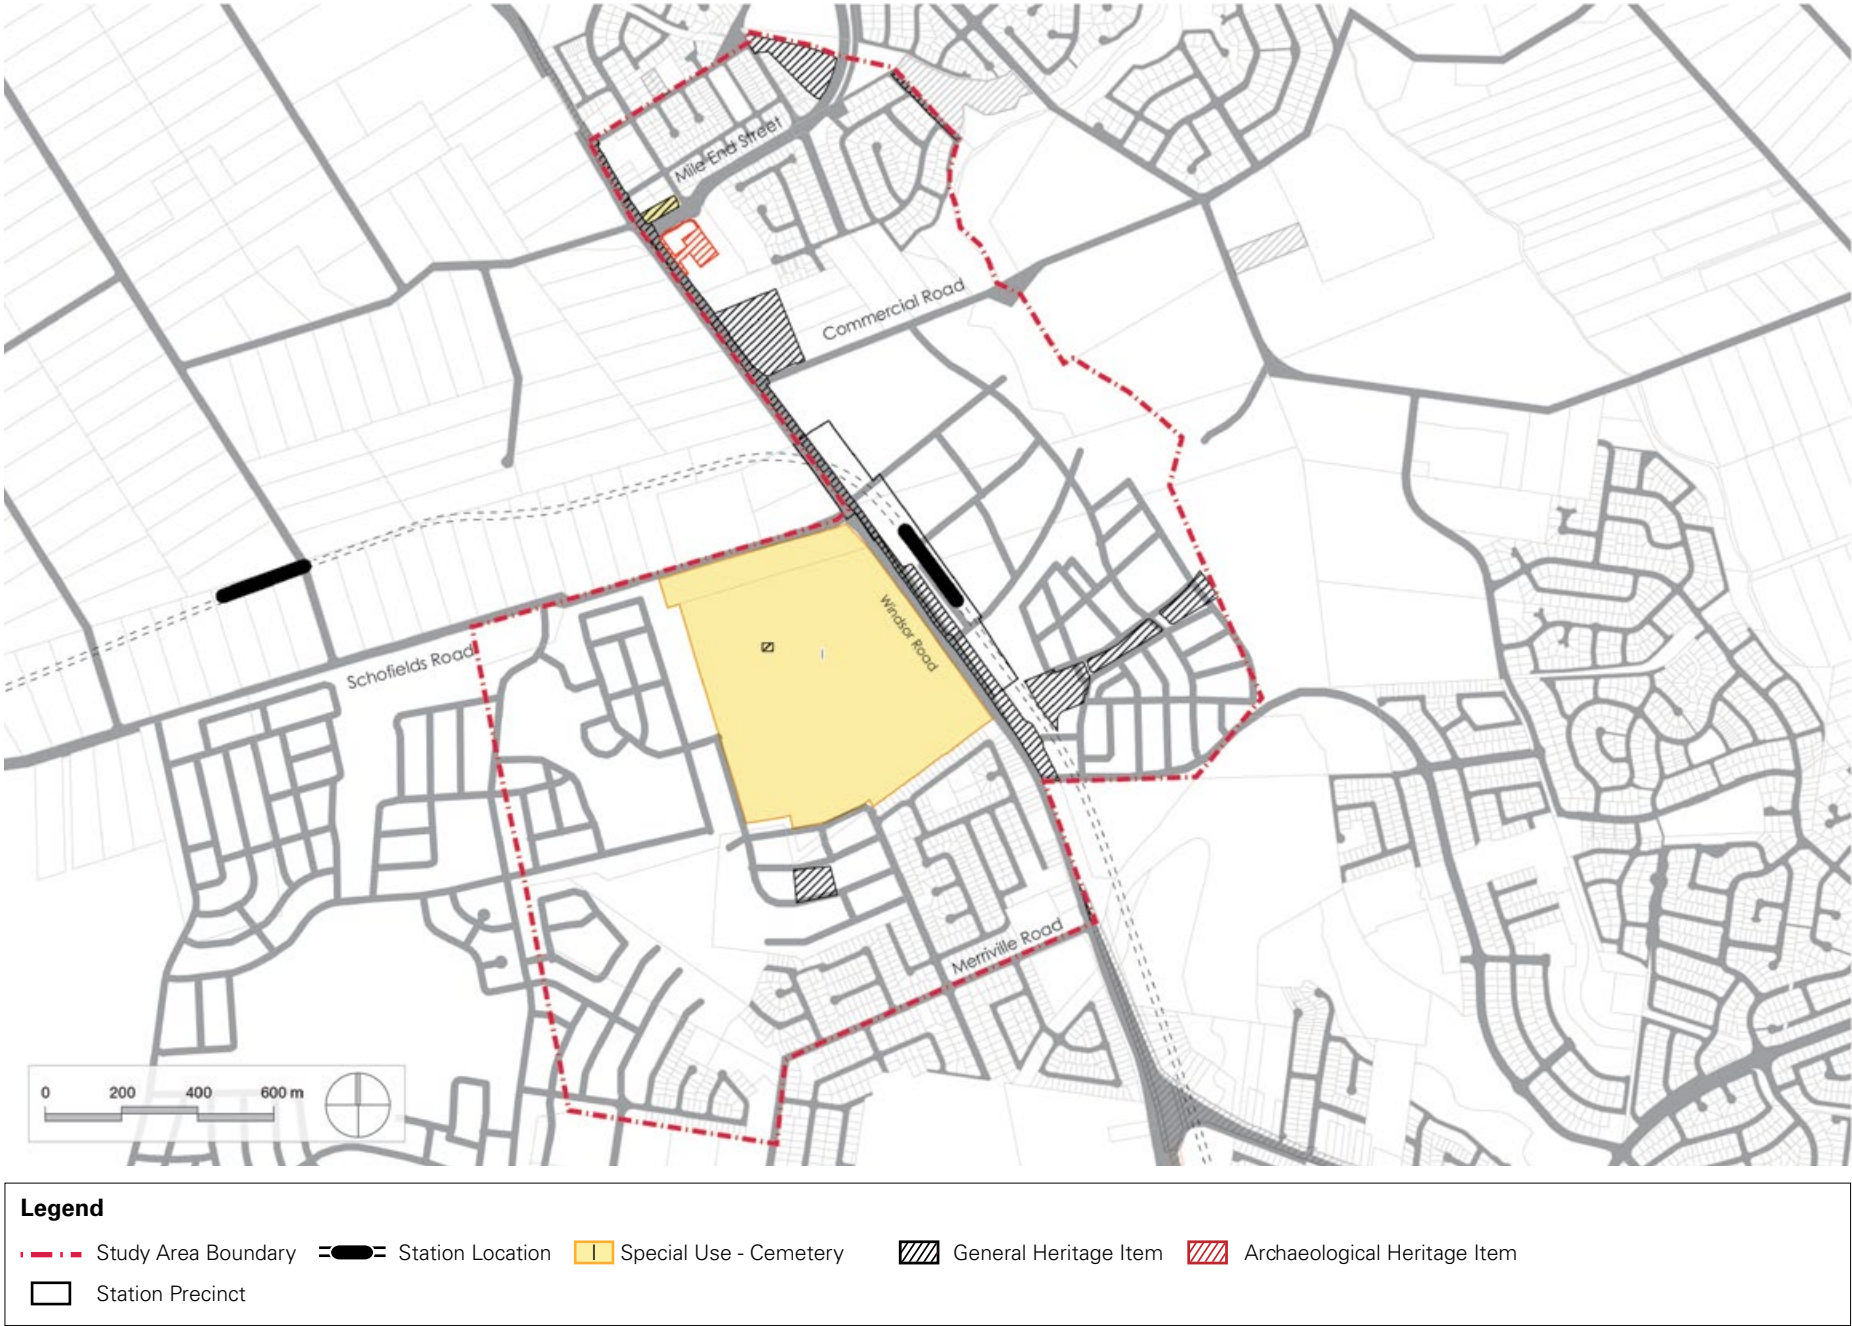 Mile End Street
Commercial Road
Windsor Road
Schofields Road
Merriville Road
0 200 400 600 m
Legend
Study Area Boundary
Station Location
I
Special Use - Cemetery
General Heritage Item
Archaeological Heritage Item
Station Precinct